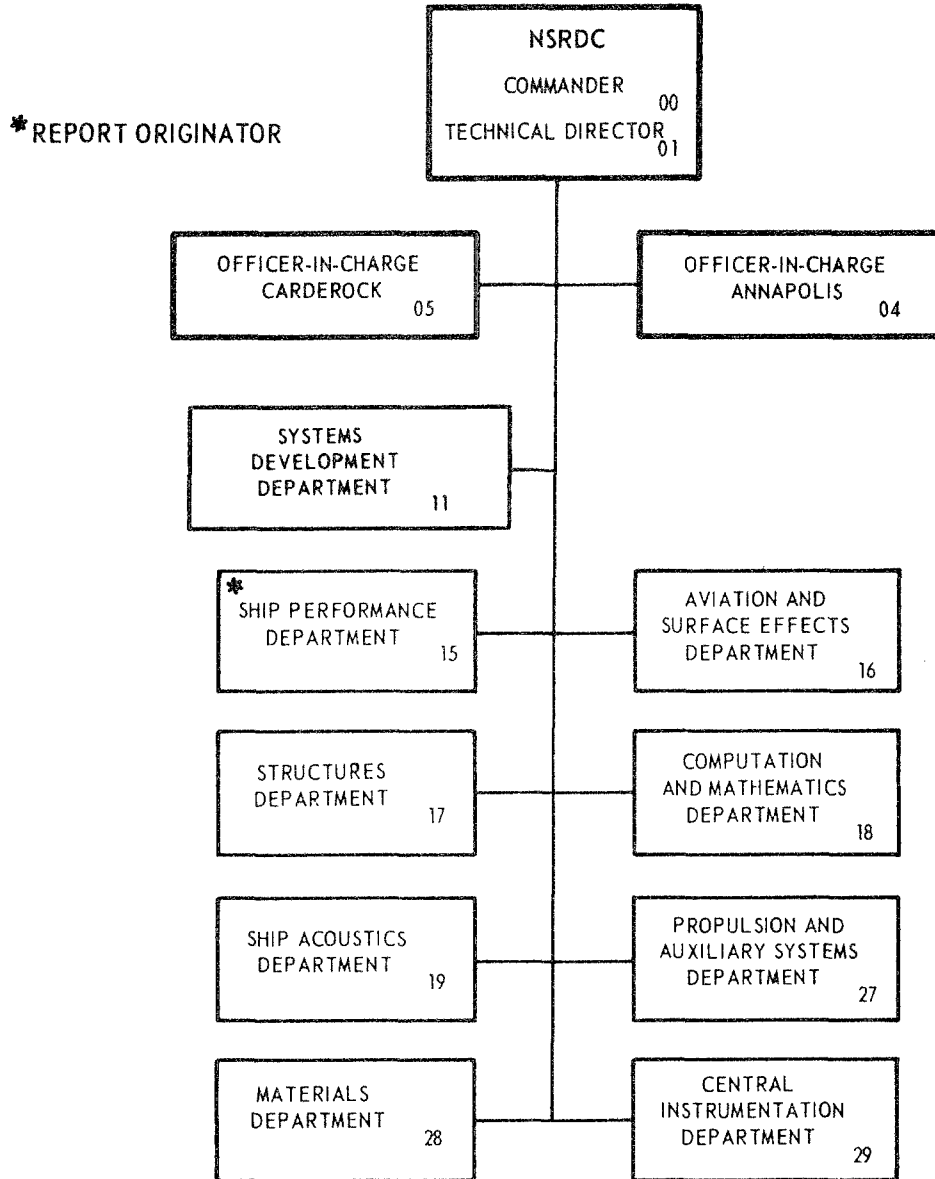 NSRDC
COMMANDER
00
TECHNICAL DIRECTOR
01
*REPORT ORIGINATOR
OFFICER-IN-CHARGE
CARDEROCK
05
OFFICER-IN-CHARGE
ANNAPOLIS
04
SYSTEMS
DEVELOPMENT
DEPARTMENT
11
*
SHIP PERFORMANCE
DEPARTMENT
15
AVIATION AND
SURFACE EFFECTS
DEPARTMENT
16
STRUCTURES
DEPARTMENT
17
COMPUTATION
AND MATHEMATICS
DEPARTMENT
18
SHIP ACOUSTICS
DEPARTMENT
19
PROPULSION AND
AUXILIARY SYSTEMS
DEPARTMENT
27
MATERIALS
DEPARTMENT
28
CENTRAL
INSTRUMENTATION
DEPARTMENT
29